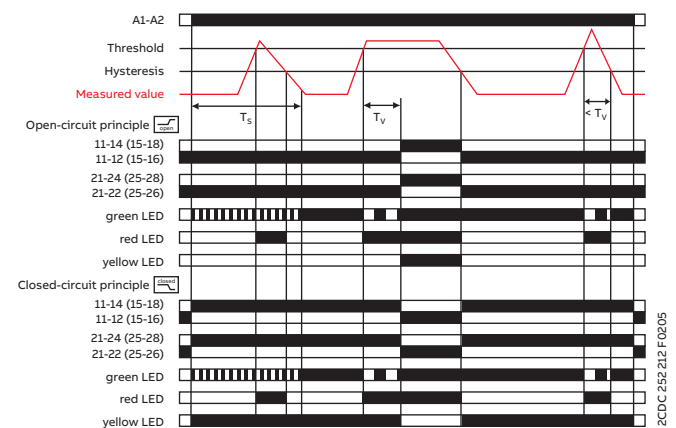 A1-A2
Threshold
Hysteresis
Measured value
Ts
Tv
< Tv
Open-circuit principle open
11-14 (15-18)
11-12 (15-16)
21-24 (25-28)
21-22 (25-26)
green LED
red LED
yellow LED
Closed-circuit principle closed
11-14 (15-18)
11-12 (15-16)
21-24 (25-28)
21-22 (25-26)
green LED
red LED
yellow LED
2CDC 252 212 F0205